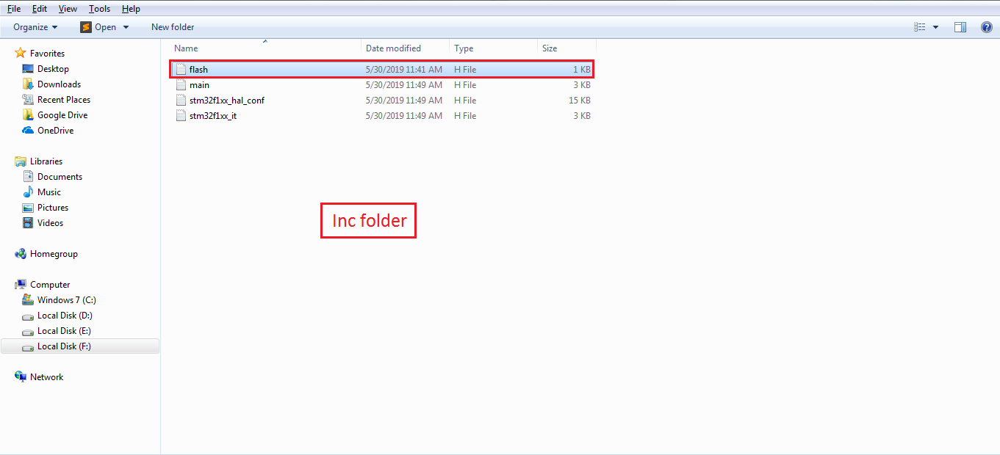 File Edit View Tools Help
Organize Open New folder
Name Date modified Type Size
Favorites
Desktop
Downloads
Recent Places
Google Drive
OneDrive
Libraries
Documents
Music
Pictures
Videos
Homegroup
Computer
Windows 7 (C:)
Local Disk (D:)
Local Disk (E:)
Local Disk (F:)
Network
flash 5/30/2019 11:41 AM H File 1 KB
main 5/30/2019 11:49 AM H File 3 KB
stm32f1xx_hal_conf 5/30/2019 11:49 AM H File 15 KB
stm32f1xx_it 5/30/2019 11:49 AM H File 3 KB
Inc folder